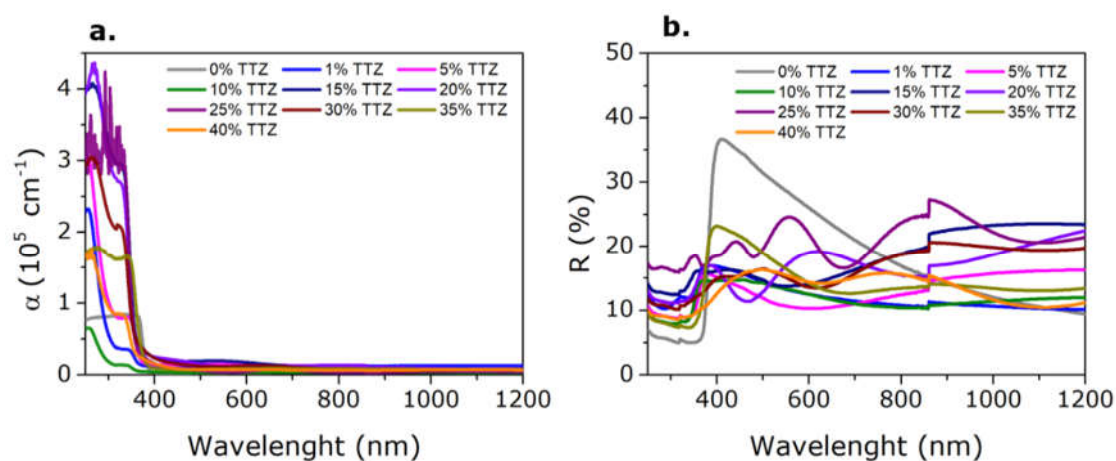 a.
0% TTZ 1% TTZ 5% TTZ
10% TTZ 15% TTZ 20% TTZ
25% TTZ 30% TTZ 35% TTZ
40% TTZ
α (10⁵ cm⁻¹)
4
3
2
1
0
400 600 800 1000 1200
Wavelenght (nm)
b.
0% TTZ 1% TTZ 5% TTZ
10% TTZ 15% TTZ 20% TTZ
25% TTZ 30% TTZ 35% TTZ
40% TTZ
R (%)
50
40
30
20
10
0
400 600 800 1000 1200
Wavelenght (nm)